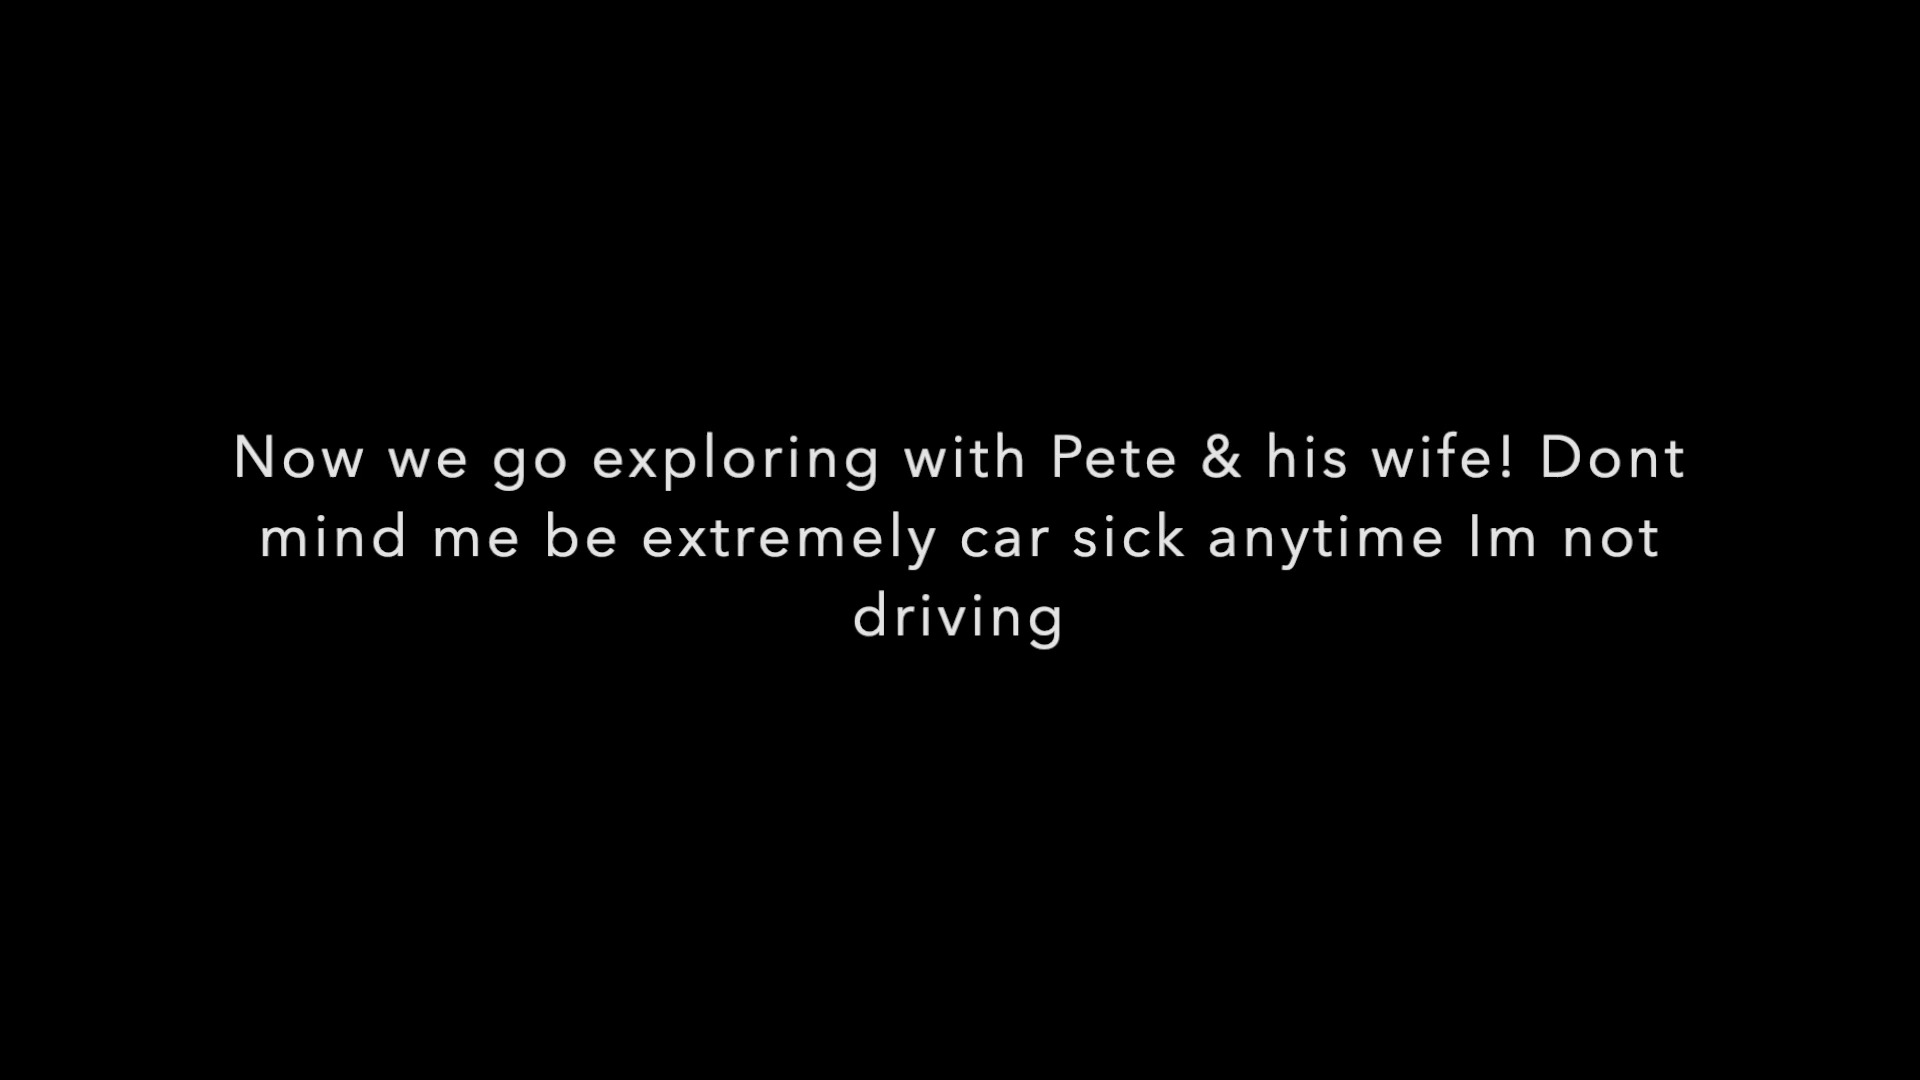 Now we go exploring with Pete & his wife! Dont
mind me be extremely car sick anytime Im not
driving